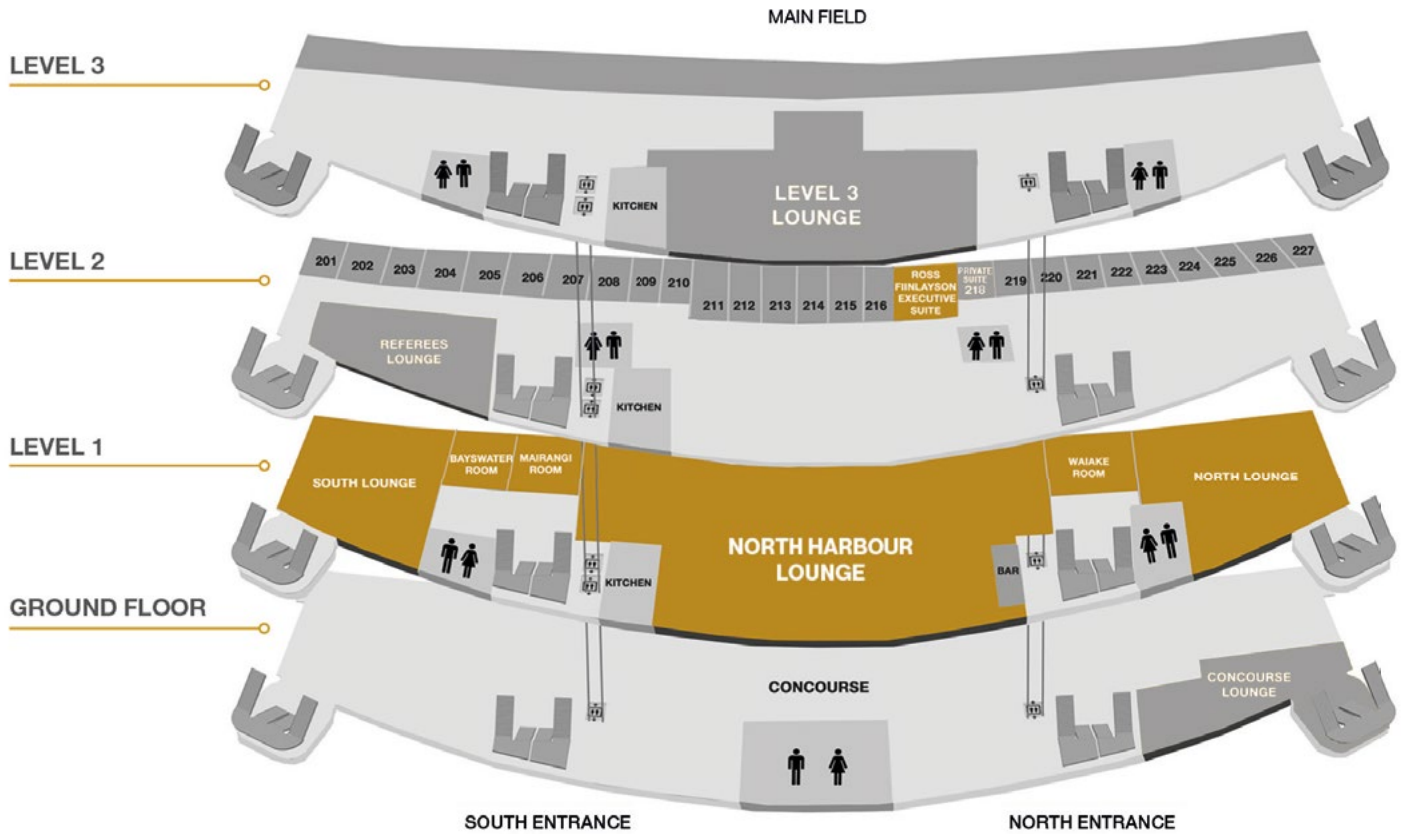 MAIN FIELD
LEVEL 3
KITCHEN
LEVEL 3
LOUNGE
LEVEL 2
201
202
203
204
205
206
207
208
209
210
211
212
213
214
215
216
ROSS
FIINLAYSON
EXECUTIVE
SUITE
PRIVATE
SUITE
218
219
220
221
222
223
224
225
226
227
REFEREES
LOUNGE
KITCHEN
LEVEL 1
SOUTH LOUNGE
BAYSWATER
ROOM
MAIRANGI
ROOM
WAIAKE
ROOM
NORTH LOUNGE
NORTH HARBOUR
LOUNGE
KITCHEN
BAR
GROUND FLOOR
CONCOURSE
CONCOURSE
LOUNGE
SOUTH ENTRANCE
NORTH ENTRANCE